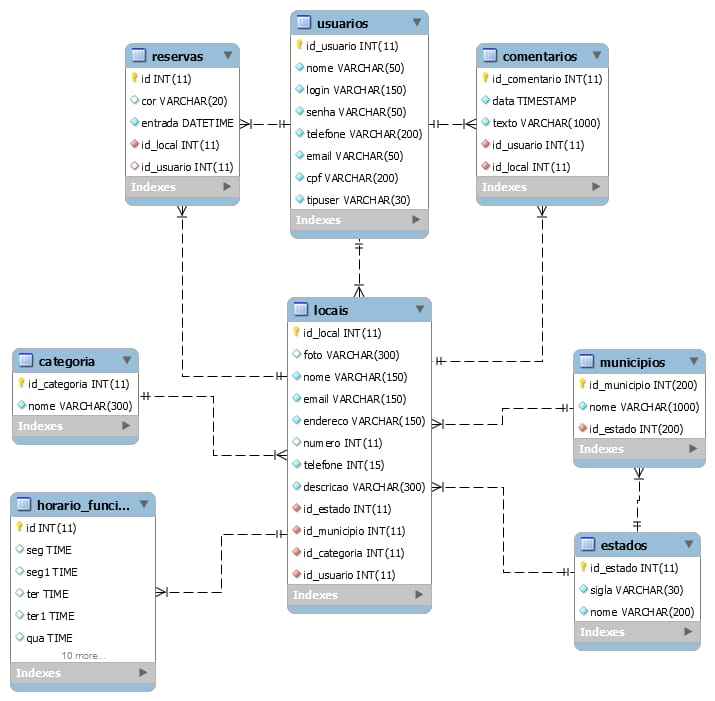 reservas
id INT(11)
cor VARCHAR(20)
entrada DATETIME
id_local INT(11)
id_usuario INT(11)
Indexes
usuarios
id_usuario INT(11)
nome VARCHAR(50)
login VARCHAR(150)
senha VARCHAR(50)
telefone VARCHAR(200)
email VARCHAR(50)
cpf VARCHAR(200)
tipuser VARCHAR(30)
Indexes
comentarios
id_comentario INT(11)
data TIMESTAMP
texto VARCHAR(1000)
id_usuario INT(11)
id_local INT(11)
Indexes
categoria
id_categoria INT(11)
nome VARCHAR(300)
Indexes
locais
id_local INT(11)
foto VARCHAR(300)
nome VARCHAR(150)
email VARCHAR(150)
endereco VARCHAR(150)
numero INT(11)
telefone INT(15)
descricao VARCHAR(300)
id_estado INT(11)
id_municipio INT(11)
id_categoria INT(11)
id_usuario INT(11)
Indexes
municipios
id_municipio INT(200)
nome VARCHAR(1000)
id_estado INT(200)
Indexes
horario_funci...
id INT(11)
seg TIME
seg1 TIME
ter TIME
ter1 TIME
qua TIME
10 more...
Indexes
estados
id_estado INT(11)
sigla VARCHAR(30)
nome VARCHAR(200)
Indexes